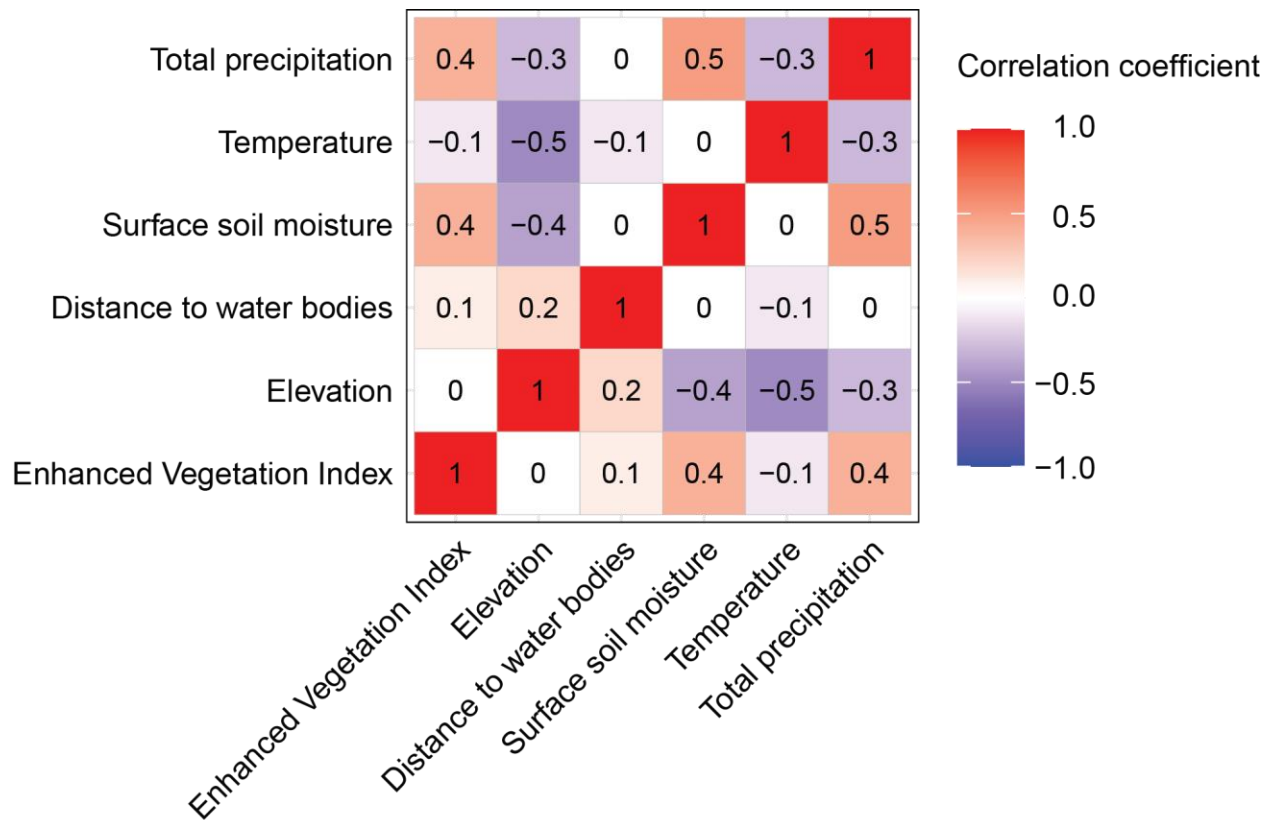 Total precipitation 0.4 −0.3 0 0.5 −0.3 1
Temperature −0.1 −0.5 −0.1 0 1 −0.3
Surface soil moisture 0.4 −0.4 0 1 0 0.5
Distance to water bodies 0.1 0.2 1 0 −0.1 0
Elevation 0 1 0.2 −0.4 −0.5 −0.3
Enhanced Vegetation Index 1 0 0.1 0.4 −0.1 0.4
Enhanced Vegetation Index
Elevation
Distance to water bodies
Surface soil moisture
Temperature
Total precipitation
Correlation coefficient
1.0
0.5
0.0
−0.5
−1.0